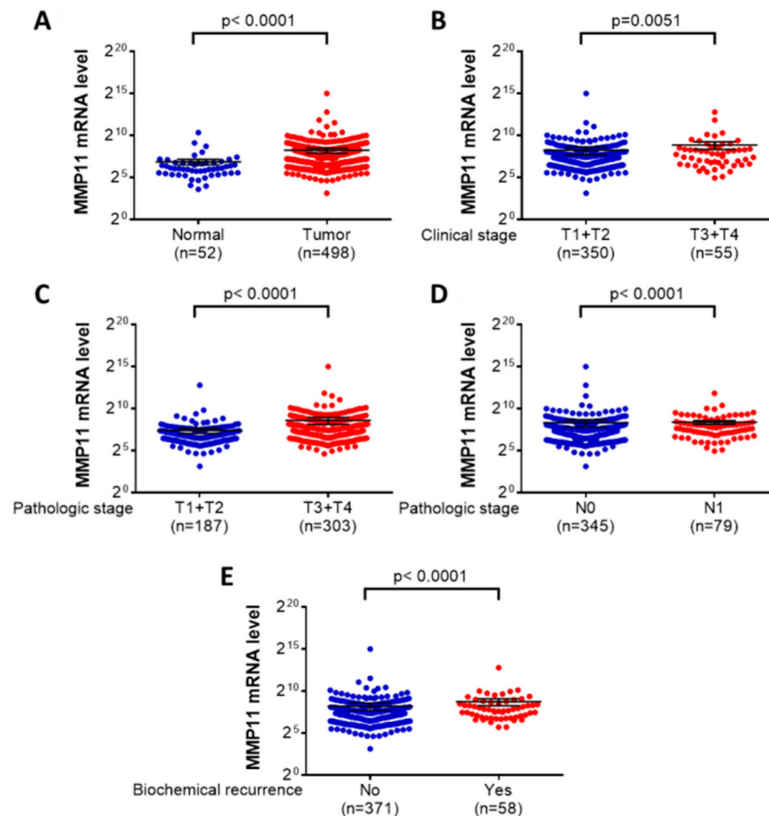 A
p< 0.0001
MMP11 mRNA level
2^20
2^15
2^10
2^5
2^0
Normal
(n=52)
Tumor
(n=498)
B
p=0.0051
MMP11 mRNA level
2^20
2^15
2^10
2^5
2^0
Clinical stage
T1+T2
(n=350)
T3+T4
(n=55)
C
p< 0.0001
MMP11 mRNA level
2^20
2^15
2^10
2^5
2^0
Pathologic stage
T1+T2
(n=187)
T3+T4
(n=303)
D
p< 0.0001
MMP11 mRNA level
2^20
2^15
2^10
2^5
2^0
Pathologic stage
N0
(n=345)
N1
(n=79)
E
p< 0.0001
MMP11 mRNA level
2^20
2^15
2^10
2^5
2^0
Biochemical recurrence
No
(n=371)
Yes
(n=58)